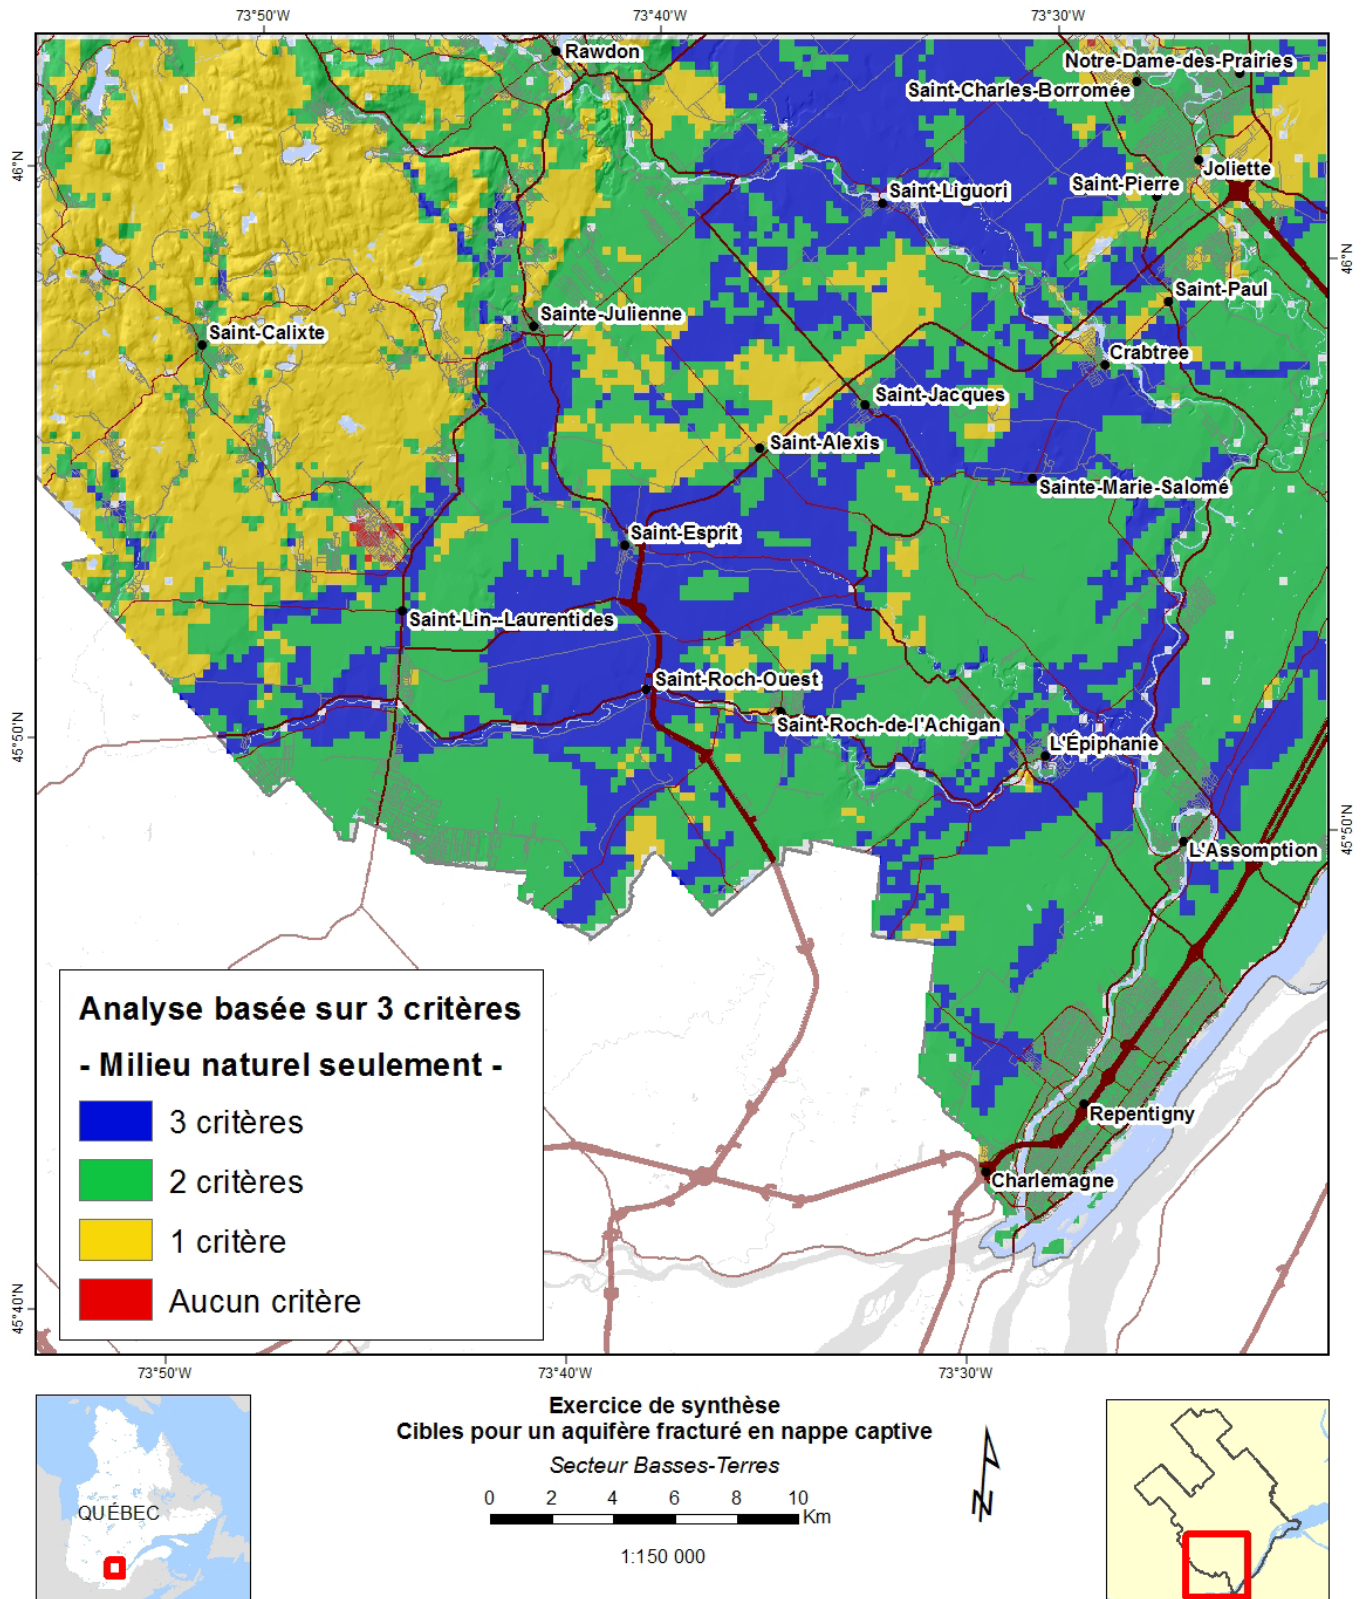 73°50'W
73°40'W
73°30'W
Rawdon
Notre-Dame-des-Prairies
Saint-Charles-Borromée
46°N
Joliette
Saint-Pierre
Saint-Liguori
46°N
Saint-Paul
Sainte-Julienne
Saint-Calixte
Crabtree
Saint-Jacques
Saint-Alexis
Sainte-Marie-Salomé
Saint-Esprit
Saint-Lin--Laurentides
Saint-Roch-Ouest
Saint-Roch-de-l'Achigan
L'Épiphanie
45°50'N
45°50'N
L'Assomption
Analyse basée sur 3 critères
- Milieu naturel seulement -
3 critères
2 critères
1 critère
Aucun critère
Repentigny
Charlemagne
45°40'N
73°50'W
73°40'W
73°30'W
QUÉBEC
Exercice de synthèse
Cibles pour un aquifère fracturé en nappe captive
Secteur Basses-Terres
0 2 4 6 8 10
Km
1:150 000
N